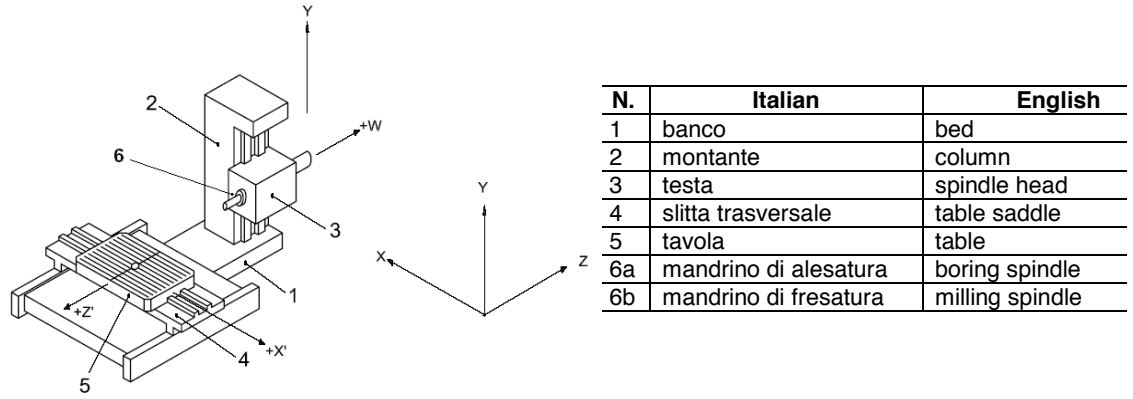 Y
2
+W
6
3
1
+Z'
4
+X'
5
Y
X
Z
N. Italian English
1 banco bed
2 montante column
3 testa spindle head
4 slitta trasversale table saddle
5 tavola table
6a mandrino di alesatura boring spindle
6b mandrino di fresatura milling spindle